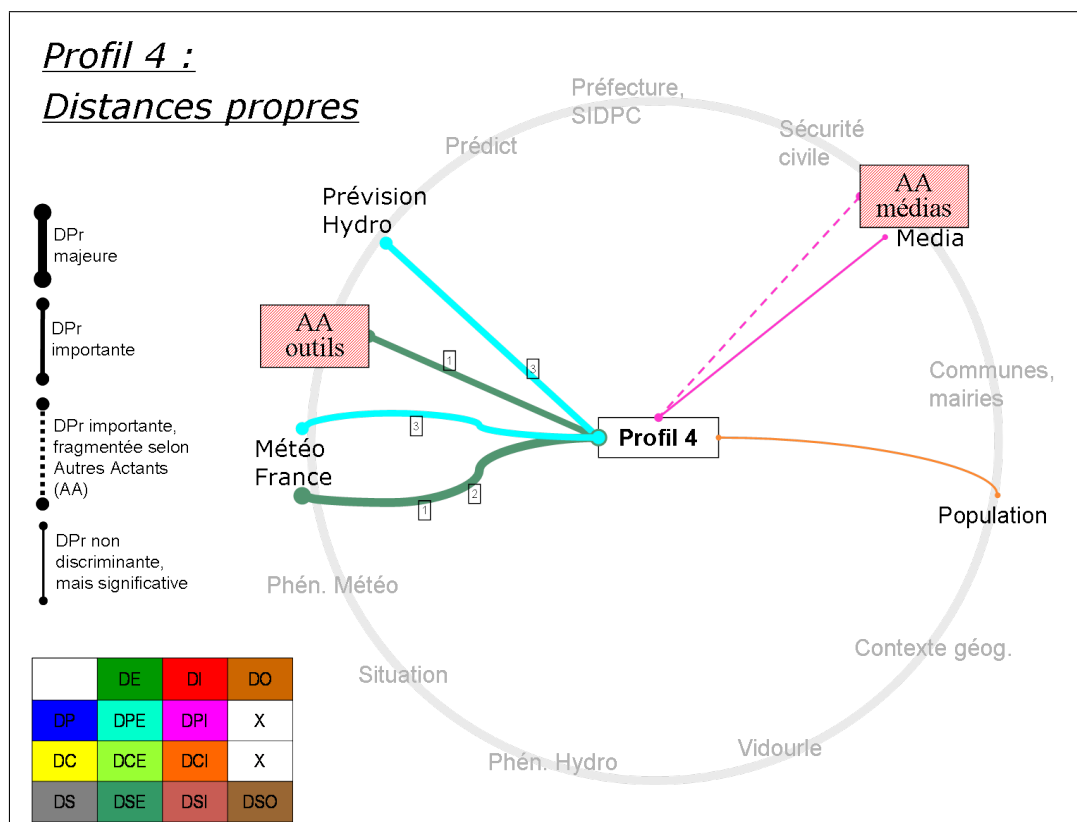 Profil 4 :
Distances propres
Préfecture,
SIDPC
Sécurité
civile
Prédict
AA
médias
Media
Prévision
Hydro
DPr
majeure
AA
outils
DPr
importante
1
3
Communes,
mairies
DPr importante,
fragmentée selon
Autres Actants
(AA)
3
Profil 4
Météo
France
2
1
Population
DPr non
discriminante,
mais significative
Phén. Météo
Contexte géog.
Situation
Vidourle
Phén. Hydro
DE DI DO
DP DPE DPI X
DC DCE DCI X
DS DSE DSI DSO